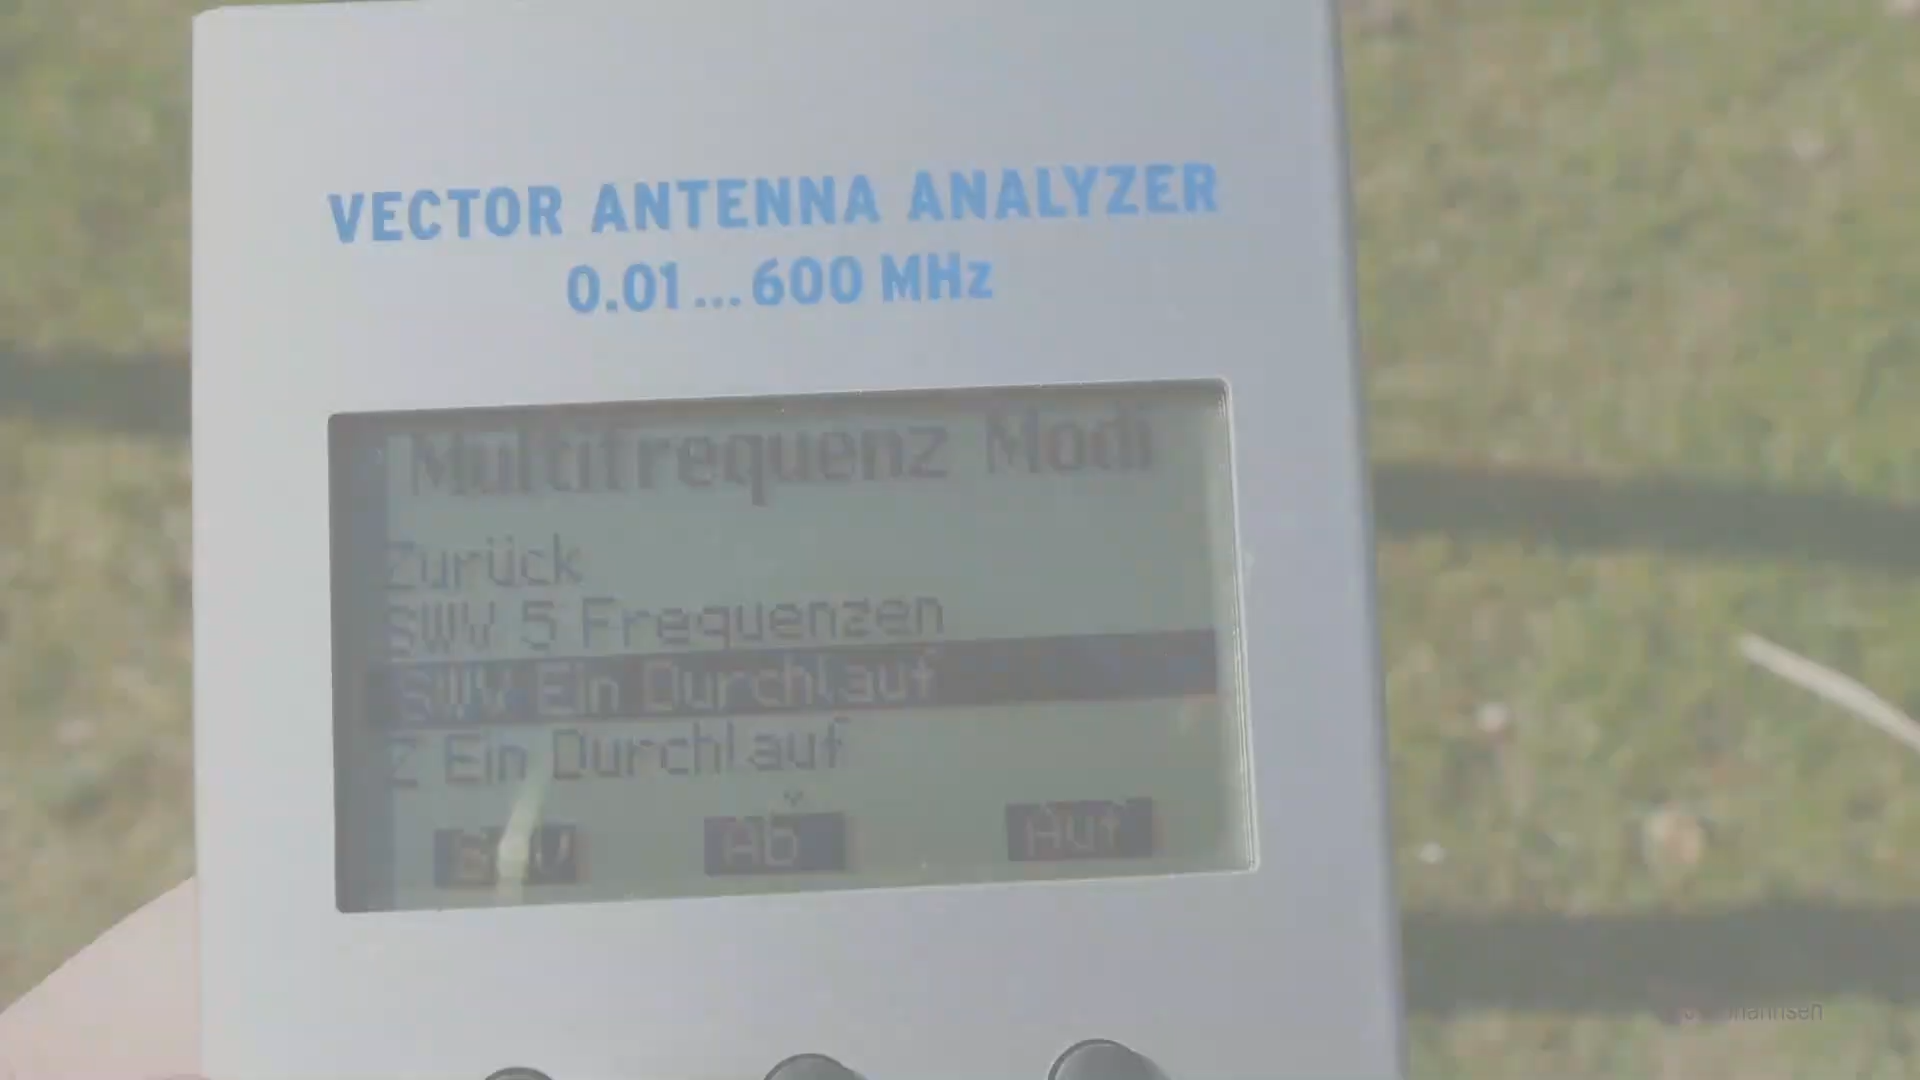 VECTOR ANTENNA ANALYZER
0.01...600 MHz
Multifrequenz Modi
Zurück
SWV 5 Frequenzen
SWV Ein Durchlauf
Z Ein Durchlauf
Ab Auf